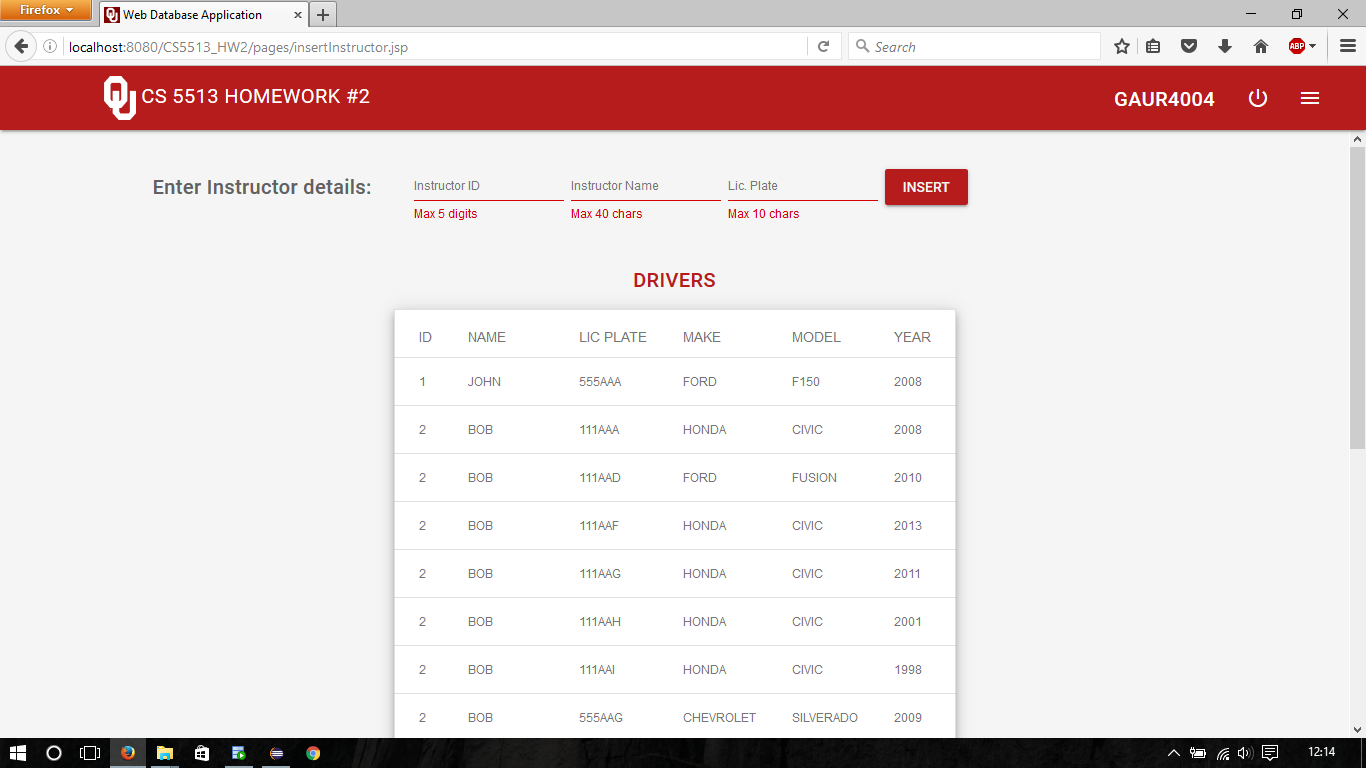 Firefox
Web Database Application
localhost:8080/CS5513_HW2/pages/insertInstructor.jsp
Search
ABP
OU CS 5513 HOMEWORK #2
GAUR4004
Enter Instructor details:
Instructor ID
Instructor Name
Lic. Plate
INSERT
Max 5 digits
Max 40 chars
Max 10 chars
DRIVERS
ID NAME LIC PLATE MAKE MODEL YEAR
1 JOHN 555AAA FORD F150 2008
2 BOB 111AAA HONDA CIVIC 2008
2 BOB 111AAD FORD FUSION 2010
2 BOB 111AAF HONDA CIVIC 2013
2 BOB 111AAG HONDA CIVIC 2011
2 BOB 111AAH HONDA CIVIC 2001
2 BOB 111AAI HONDA CIVIC 1998
2 BOB 555AAG CHEVROLET SILVERADO 2009
12:14